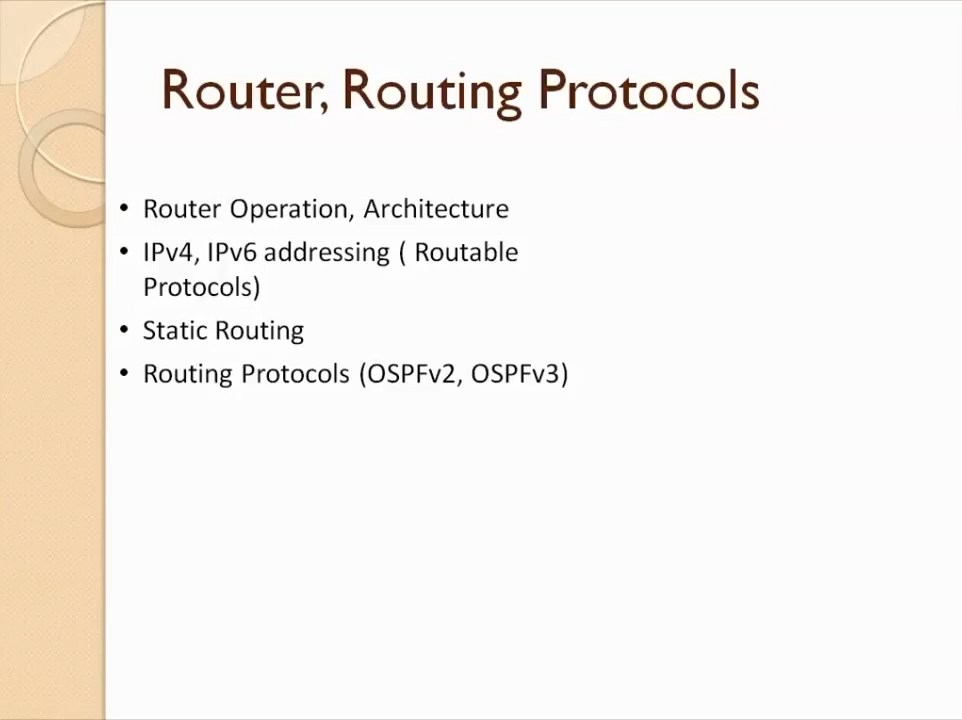 Router, Routing Protocols
• Router Operation, Architecture
• IPv4, IPv6 addressing ( Routable
Protocols)
• Static Routing
• Routing Protocols (OSPFv2, OSPFv3)